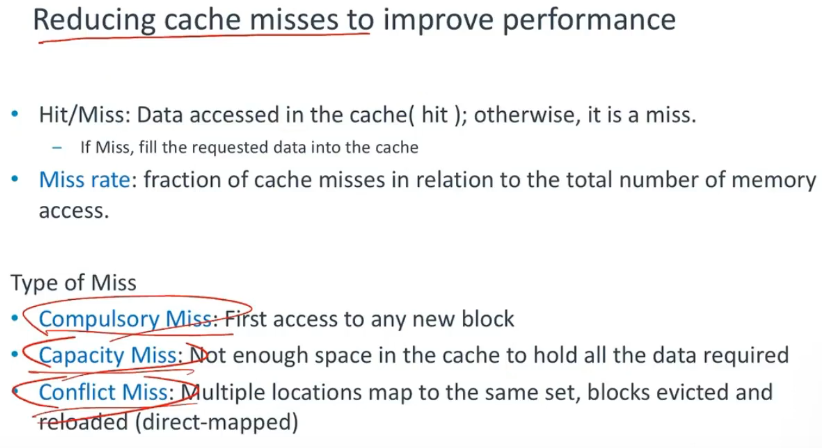 Reducing cache misses to improve performance
• Hit/Miss: Data accessed in the cache( hit ); otherwise, it is a miss.
– If Miss, fill the requested data into the cache
• Miss rate: fraction of cache misses in relation to the total number of memory
access.
Type of Miss
• Compulsory Miss: First access to any new block
• Capacity Miss: Not enough space in the cache to hold all the data required
• Conflict Miss: Multiple locations map to the same set, blocks evicted and
reloaded (direct-mapped)